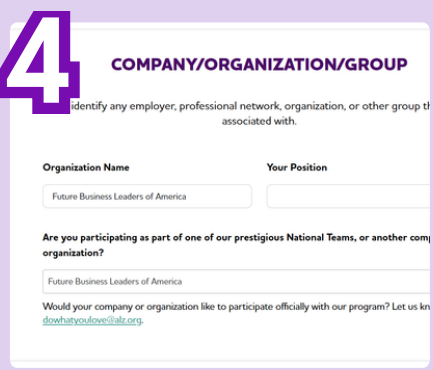 4
COMPANY/ORGANIZATION/GROUP
identify any employer, professional network, organization, or other group
associated with.
Organization Name Your Position
Future Business Leaders of America
Are you participating as part of one of our prestigious National Teams, or another
organization?
Future Business Leaders of America
Would your company or organization like to participate officially with our program? Let us
dowhatyoulove@alz.org.